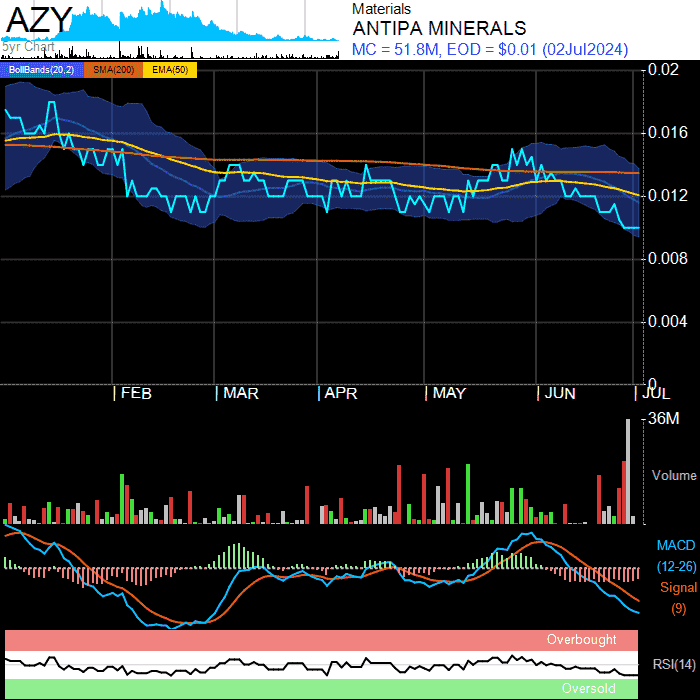 AZY
5yr Chart
Materials
ANTIPA MINERALS
MC = 51.8M, EOD = $0.01 (02Jul2024)
BollBands(20,2) SMA(200) EMA(50)
0.02
0.016
0.012
0.008
0.004
0
FEB MAR APR MAY JUN JUL
36M
Volume
MACD
(12-26)
Signal
(9)
Overbought
RSI(14)
Oversold